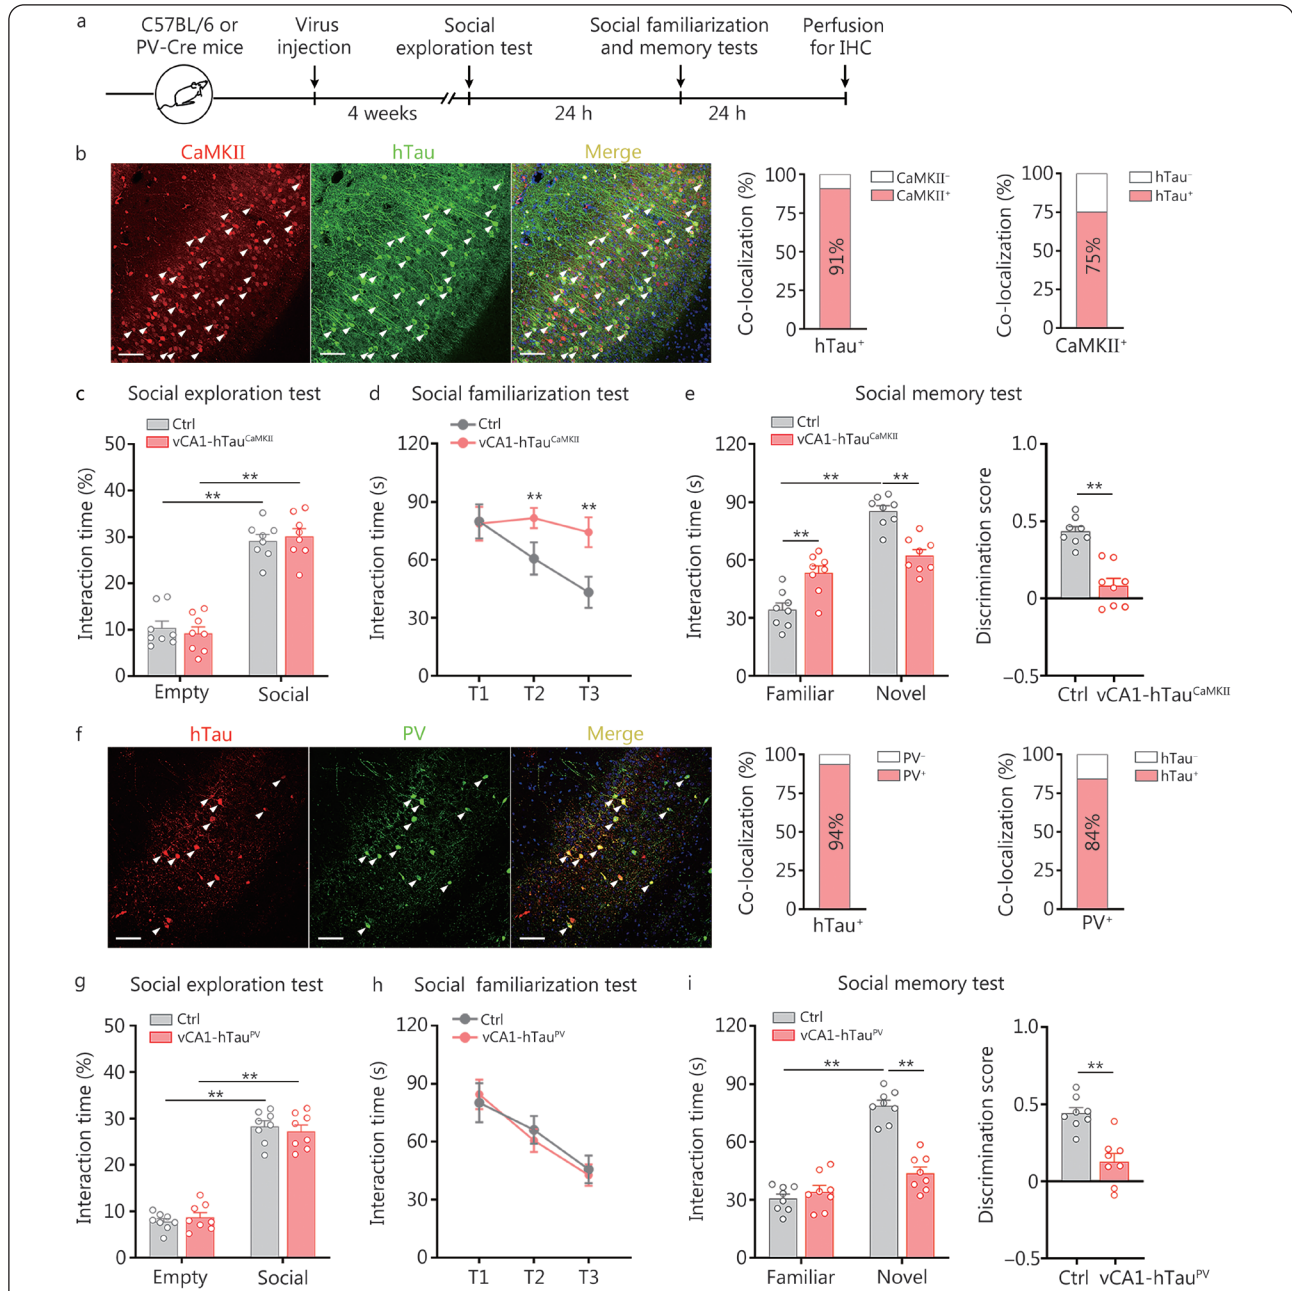 a
C57BL/6 or
PV-Cre mice
Virus
injection
Social
exploration test
Social familiarization
and memory tests
Perfusion
for IHC
4 weeks
24 h
24 h
b
CaMKII
hTau
Merge
Co-localization (%)
100
75
50
25
0
91%
hTau⁺
CaMKII⁻
CaMKII⁺
Co-localization (%)
100
75
50
25
0
75%
CaMKII⁺
hTau⁻
hTau⁺
c
Social exploration test
Ctrl
vCA1-hTau^CaMKII
Interaction time (%)
50
40
30
20
10
0
**
**
Empty
Social
d
Social familiarization test
Ctrl
vCA1-hTau^CaMKII
Interaction time (s)
120
90
60
30
0
**
**
T1
T2
T3
e
Social memory test
Ctrl
vCA1-hTau^CaMKII
Interaction time (s)
120
90
60
30
0
**
**
**
Familiar
Novel
Discrimination score
1.0
0.5
0
–0.5
**
Ctrl
vCA1-hTau^CaMKII
f
hTau
PV
Merge
Co-localization (%)
100
75
50
25
0
94%
hTau⁺
PV⁻
PV⁺
Co-localization (%)
100
75
50
25
0
84%
PV⁺
hTau⁻
hTau⁺
g
Social exploration test
Ctrl
vCA1-hTau^PV
Interaction time (%)
50
40
30
20
10
0
**
**
Empty
Social
h
Social familiarization test
Ctrl
vCA1-hTau^PV
Interaction time (s)
120
90
60
30
0
T1
T2
T3
i
Social memory test
Ctrl
vCA1-hTau^PV
Interaction time (s)
120
90
60
30
0
**
**
Familiar
Novel
Discrimination score
1.0
0.5
0
–0.5
**
Ctrl
vCA1-hTau^PV